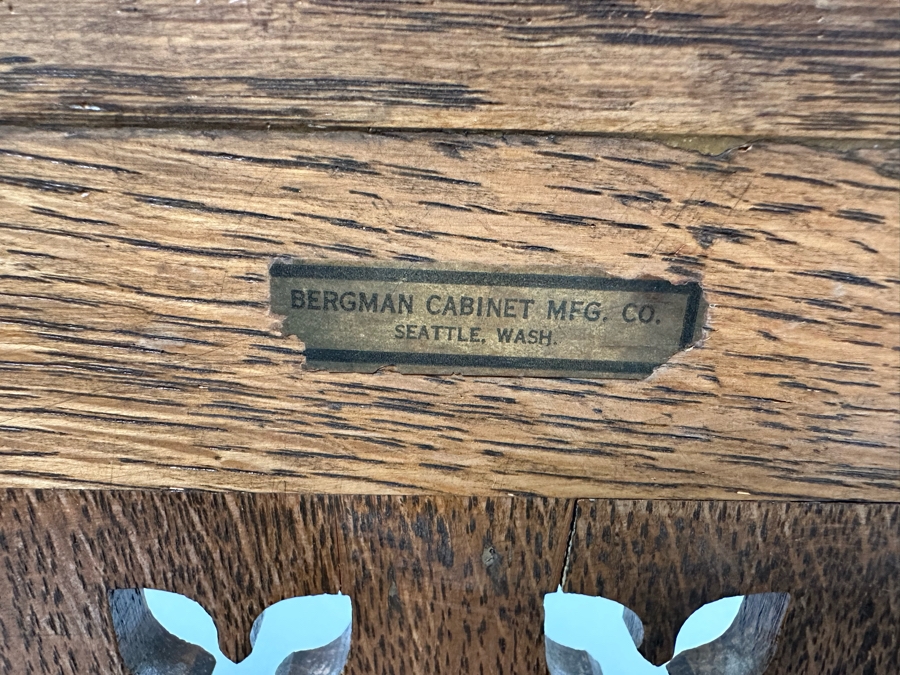 BERGMAN CABINET MFG. CO.
SEATTLE, WASH.